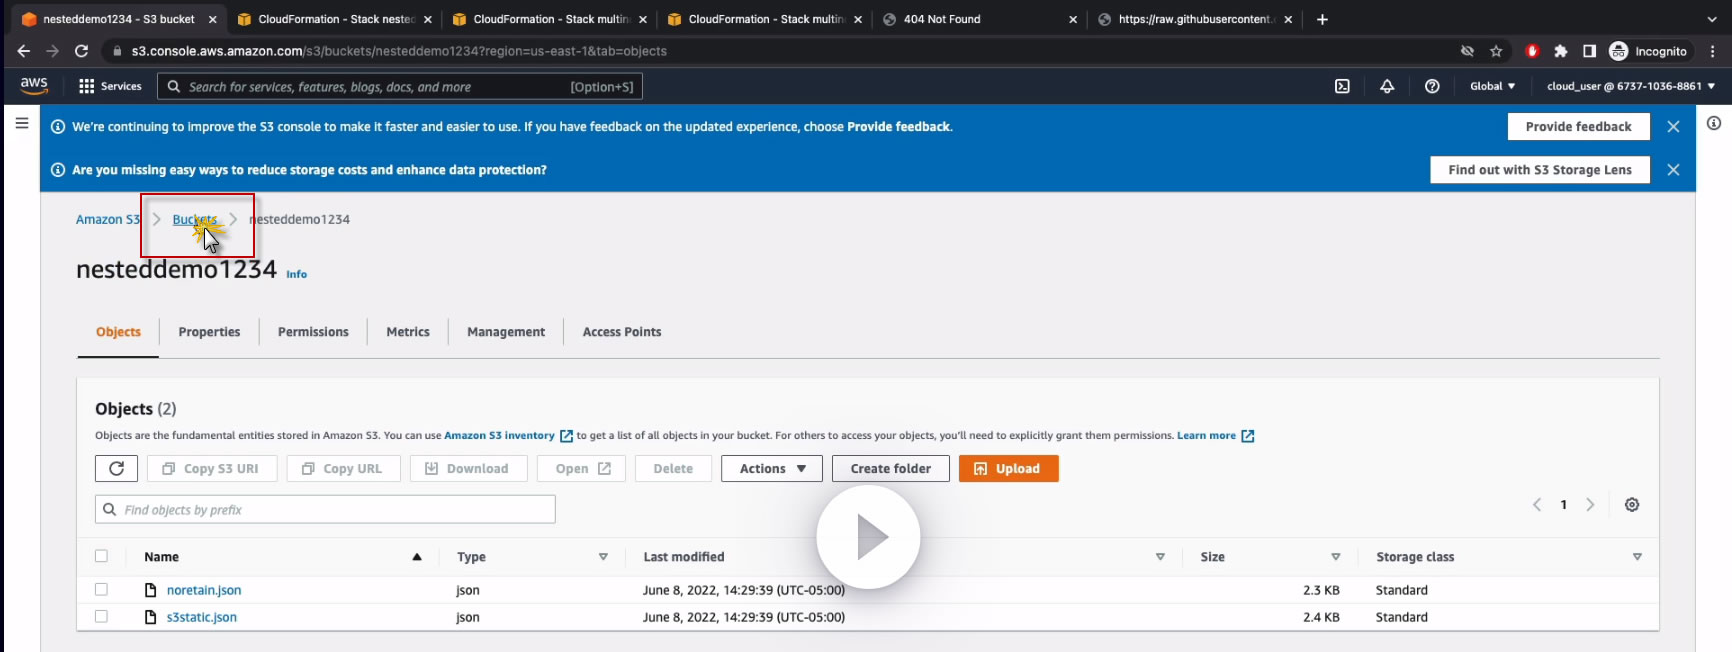 nesteddemo1234 - S3 bucket
CloudFormation - Stack nested
CloudFormation - Stack multin
CloudFormation - Stack multin
404 Not Found
https://raw.githubusercontent.
s3.console.aws.amazon.com/s3/buckets/nesteddemo1234?region=us-east-1&tab=objects
Incognito
aws
Services
Search for services, features, blogs, docs, and more
[Option+S]
Global
cloud_user @ 6737-1036-8861
We're continuing to improve the S3 console to make it faster and easier to use. If you have feedback on the updated experience, choose Provide feedback.
Provide feedback
Are you missing easy ways to reduce storage costs and enhance data protection?
Find out with S3 Storage Lens
Amazon S3
Buckets
nesteddemo1234
nesteddemo1234 Info
Objects
Properties
Permissions
Metrics
Management
Access Points
Objects (2)
Objects are the fundamental entities stored in Amazon S3. You can use Amazon S3 inventory to get a list of all objects in your bucket. For others to access your objects, you'll need to explicitly grant them permissions. Learn more
Copy S3 URI
Copy URL
Download
Open
Delete
Actions
Create folder
Upload
Find objects by prefix
1
Name
Type
Last modified
Size
Storage class
noretain.json
json
June 8, 2022, 14:29:39 (UTC-05:00)
2.3 KB
Standard
s3static.json
json
June 8, 2022, 14:29:39 (UTC-05:00)
2.4 KB
Standard